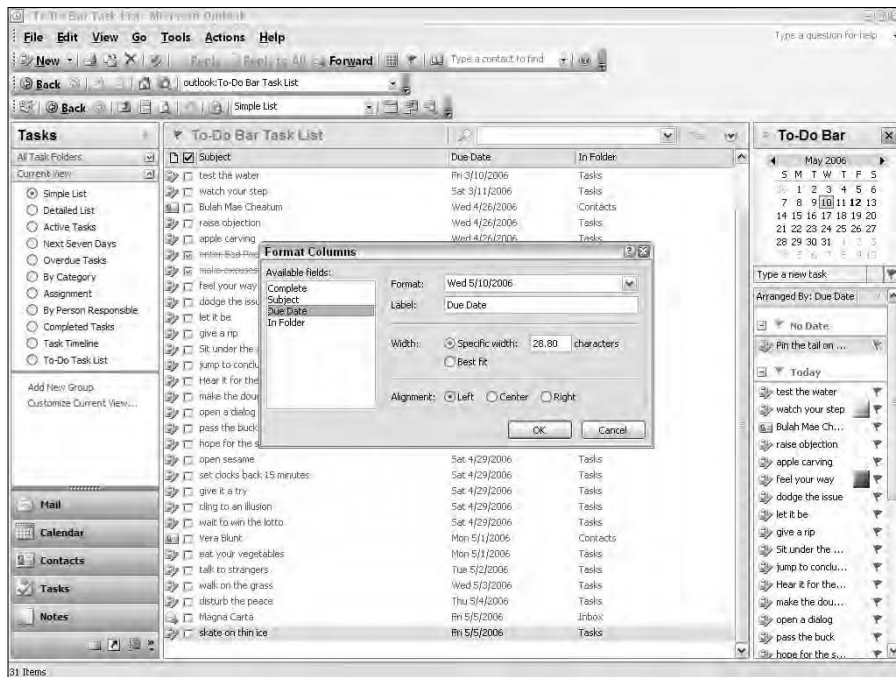 To-Do Bar Task List - Microsoft Outlook
File Edit View Go Tools Actions Help
Type a question for help
New Reply Reply to All Forward Type a contact to find
Back outlook:To-Do Bar Task List
Back Simple List
Tasks
All Task Folders
Current View
Simple List
Detailed List
Active Tasks
Next Seven Days
Overdue Tasks
By Category
Assignment
By Person Responsible
Completed Tasks
Task Timeline
To-Do Task List
Add New Group
Customize Current View...
Mail
Calendar
Contacts
Tasks
Notes
To-Do Bar Task List
Subject Due Date In Folder
test the water Fri 3/10/2006 Tasks
watch your step Sat 3/11/2006 Tasks
Bulah Mae Cheatum Wed 4/26/2006 Contacts
raise objection Wed 4/26/2006 Tasks
apple carving Wed 4/26/2006 Tasks
enter Bad
make excuses
feel your way
dodge the issu
let it be
give a rip
Sit under the
jump to conclu
Hear it for the
make the dou
open a dialog
pass the buck
hope for the s
open sesame Sat 4/29/2006 Tasks
set clocks back 15 minutes Sat 4/29/2006 Tasks
give it a try Sat 4/29/2006 Tasks
cling to an illusion Sat 4/29/2006 Tasks
wait to win the lotto Sat 4/29/2006 Tasks
Vera Blunt Mon 5/1/2006 Contacts
eat your vegetables Mon 5/1/2006 Tasks
talk to strangers Tue 5/2/2006 Tasks
walk on the grass Wed 5/3/2006 Tasks
disturb the peace Thu 5/4/2006 Tasks
Magna Carta Fri 5/5/2006 Inbox
skate on thin ice Fri 5/5/2006 Tasks
Format Columns
Available fields:
Complete
Subject
Due Date
In Folder
Format: Wed 5/10/2006
Label: Due Date
Width: Specific width: 28.80 characters
Best fit
Alignment: Left Center Right
OK Cancel
To-Do Bar
May 2006
S M T W T F S
30 1 2 3 4 5 6
7 8 9 10 11 12 13
14 15 16 17 18 19 20
21 22 23 24 25 26 27
28 29 30 31 1 2 3
4 5 6 7 8 9 10
Type a new task
Arranged By: Due Date
No Date
Pin the tail on ...
Today
test the water
watch your step
Bulah Mae Ch...
raise objection
apple carving
feel your way
dodge the issue
let it be
give a rip
Sit under the ...
jump to conclu...
Hear it for the...
make the dou...
open a dialog
pass the buck
hope for the s...
31 Items